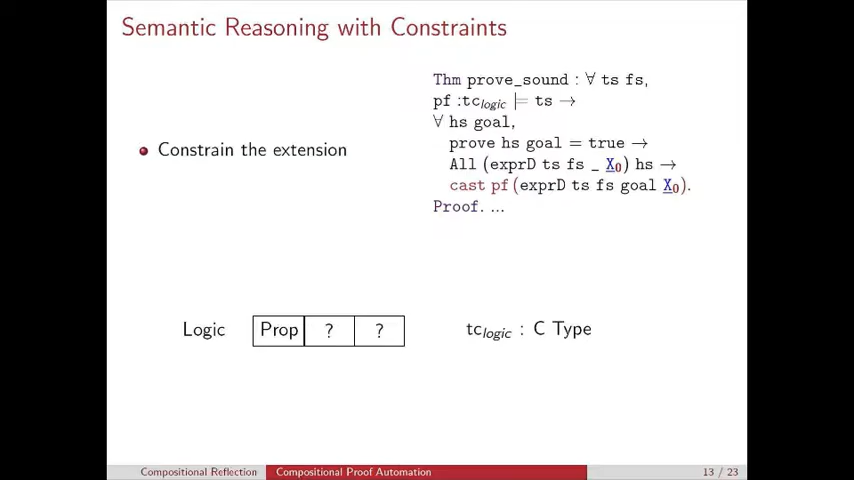 Semantic Reasoning with Constraints
Constrain the extension
Thm prove_sound : ∀ ts fs,
pf :tc_logic |= ts →
∀ hs goal,
prove hs goal = true →
All (exprD ts fs _ X₀) hs →
cast pf (exprD ts fs goal X₀).
Proof. ...
Logic Prop ? ?
tc_logic : C Type
Compositional Reflection Compositional Proof Automation 13 / 23